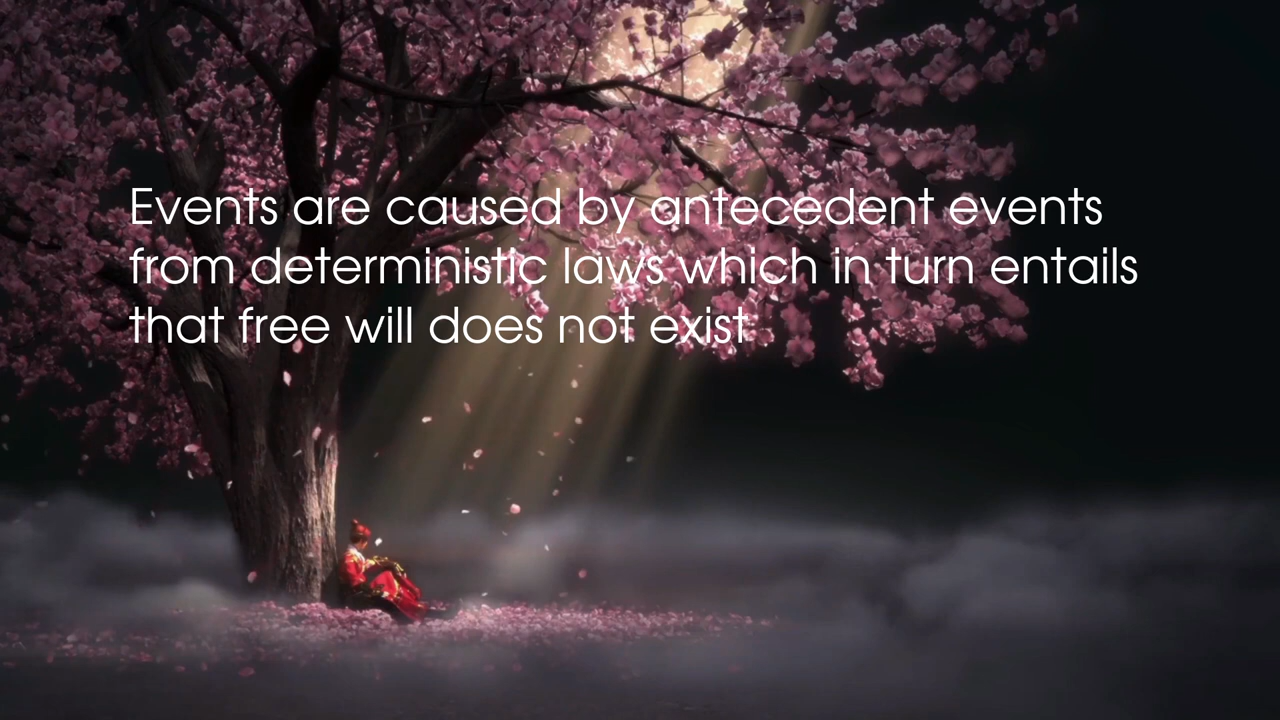 Events are caused by antecedent events
from deterministic laws which in turn entails
that free will does not exist